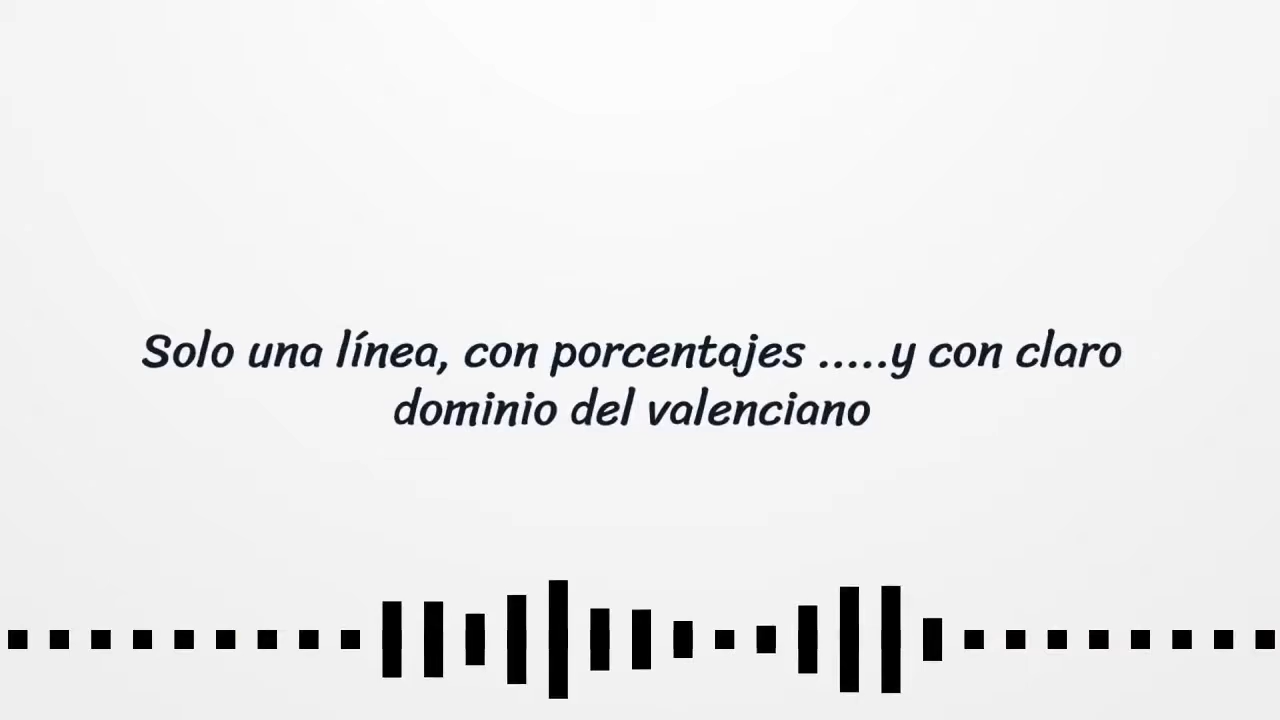 Solo una línea, con porcentajes .....y con claro
dominio del valenciano